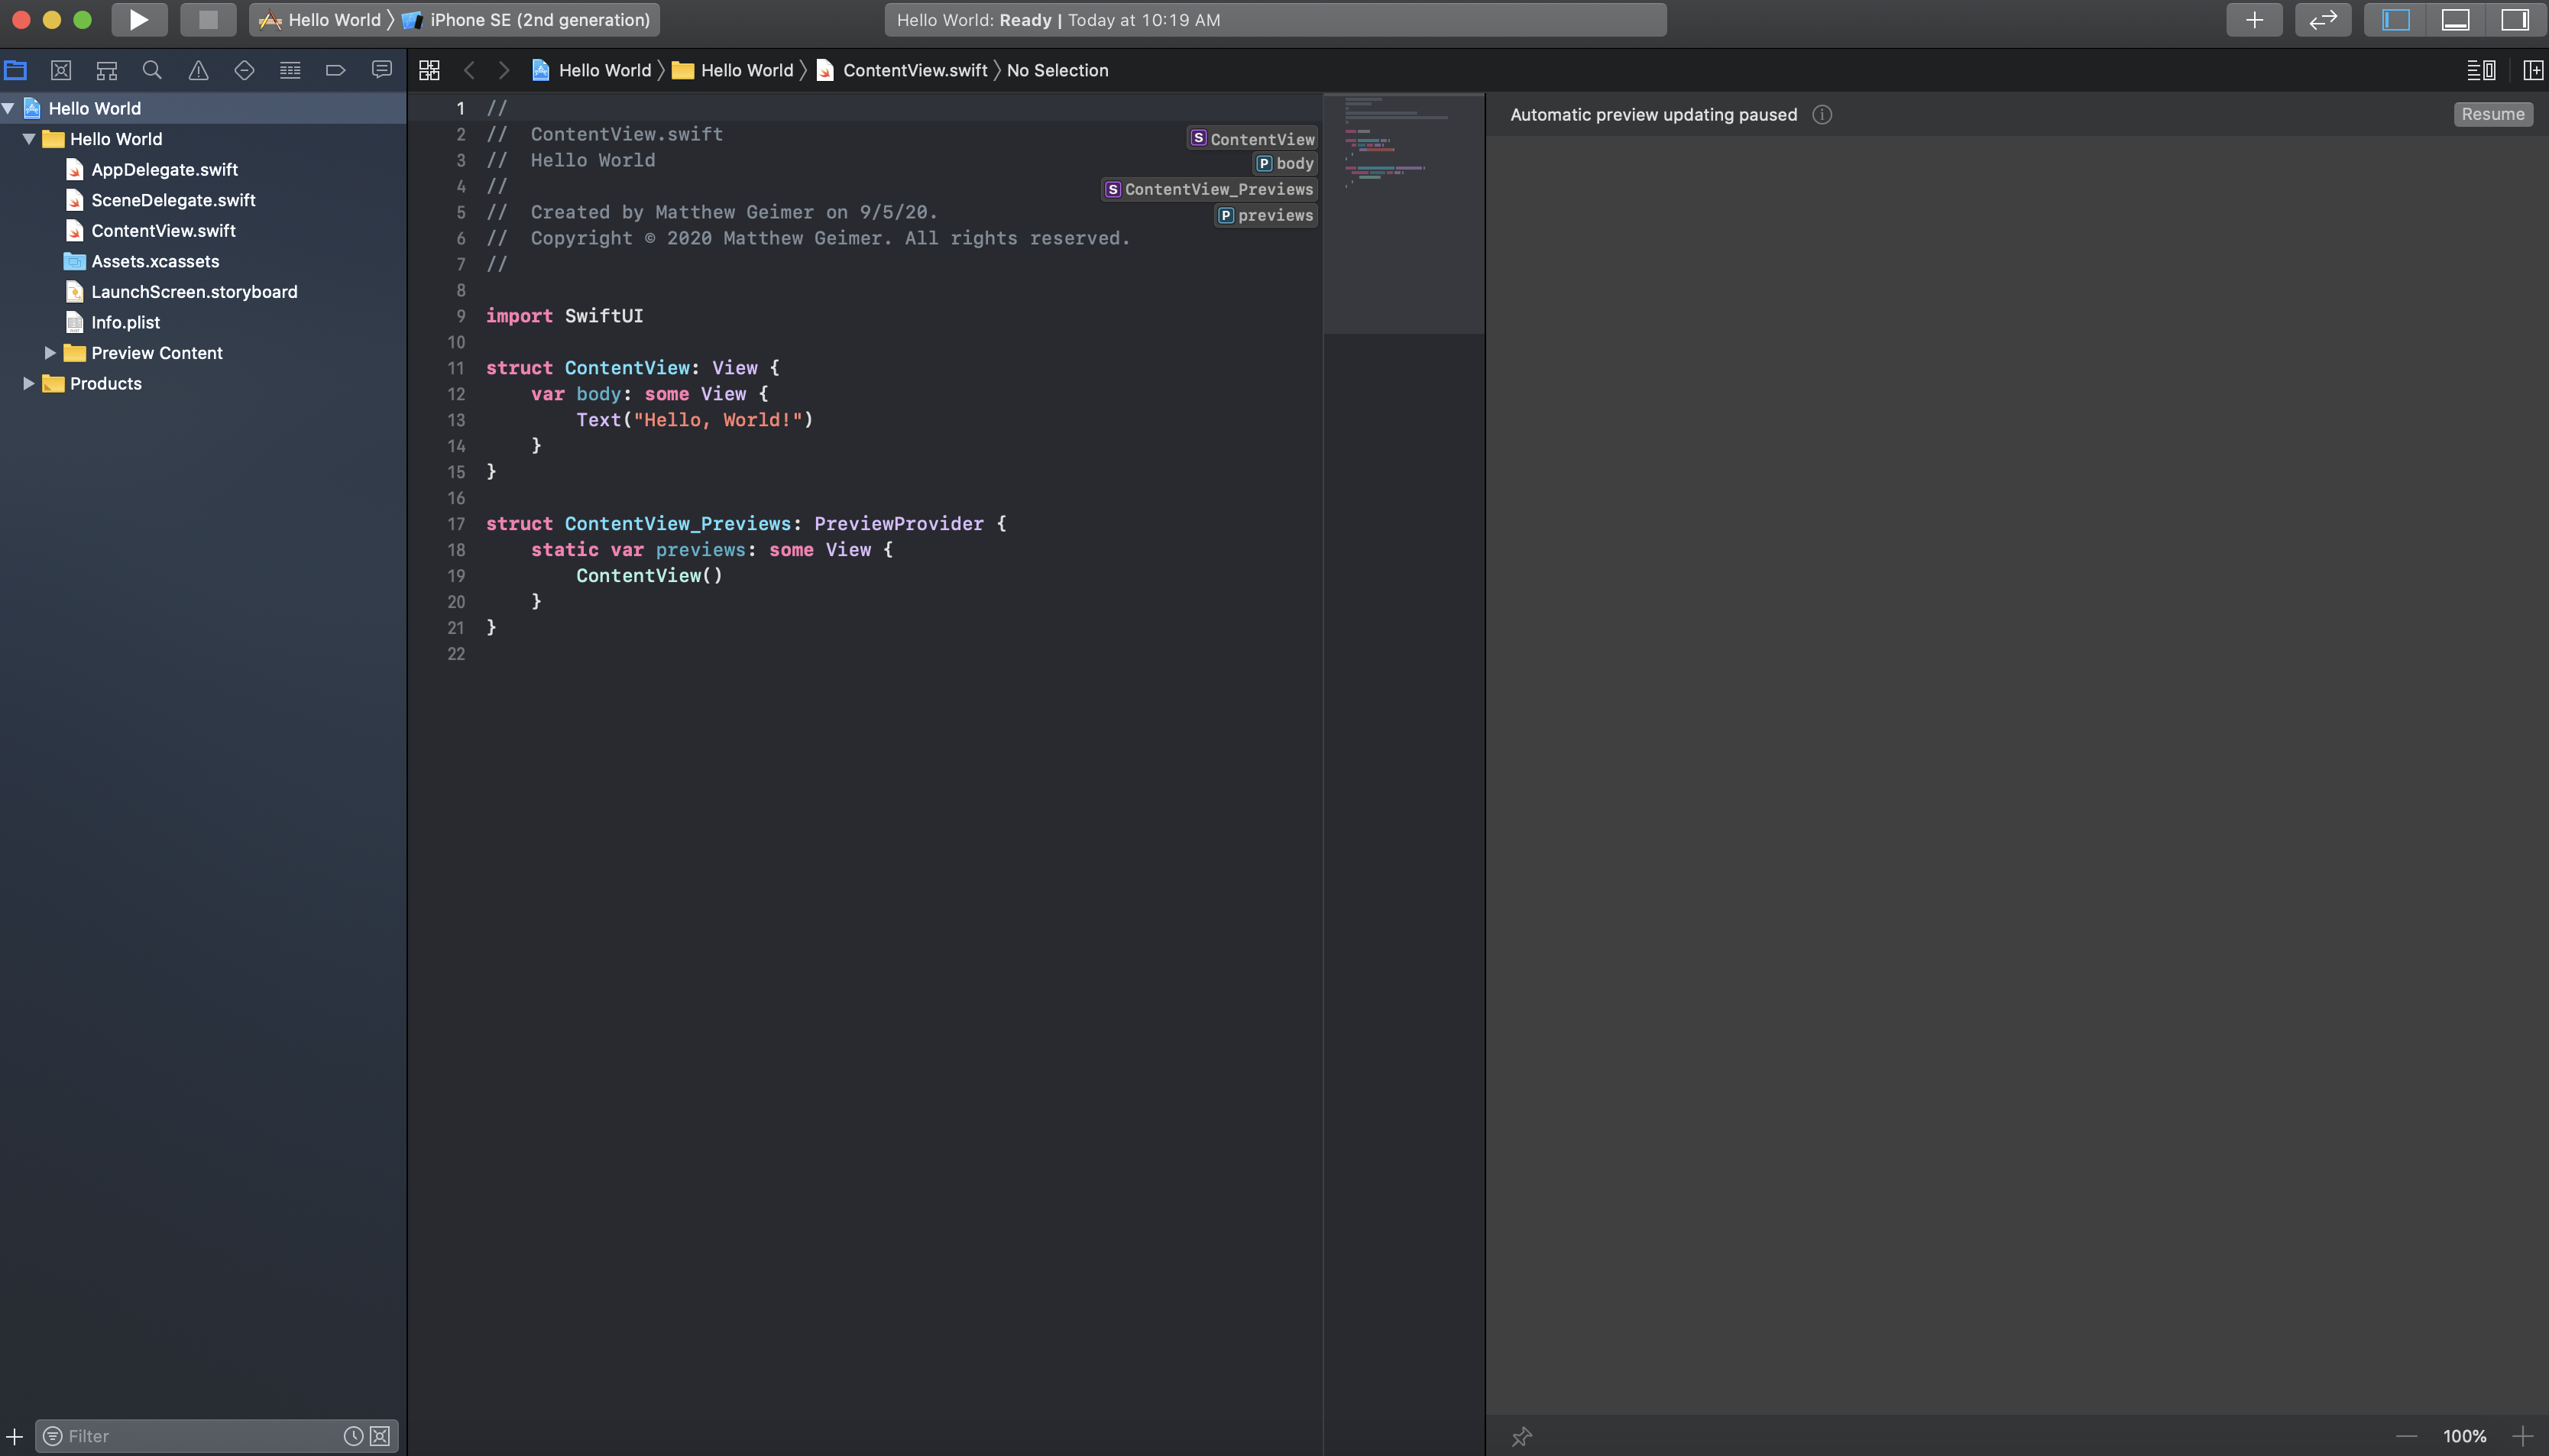 Hello World 〉 iPhone SE (2nd generation)
Hello World: Ready | Today at 10:19 AM
Hello World 〉 Hello World 〉 ContentView.swift 〉 No Selection
Hello World
Hello World
AppDelegate.swift
SceneDelegate.swift
ContentView.swift
Assets.xcassets
LaunchScreen.storyboard
Info.plist
Preview Content
Products
Filter
1 //
2 //  ContentView.swift
3 //  Hello World
4 //
5 //  Created by Matthew Geimer on 9/5/20.
6 //  Copyright © 2020 Matthew Geimer. All rights reserved.
7 //
8
9 import SwiftUI
10
11 struct ContentView: View {
12     var body: some View {
13         Text("Hello, World!")
14     }
15 }
16
17 struct ContentView_Previews: PreviewProvider {
18     static var previews: some View {
19         ContentView()
20     }
21 }
22
S ContentView
P body
S ContentView_Previews
P previews
Automatic preview updating paused
Resume
100%